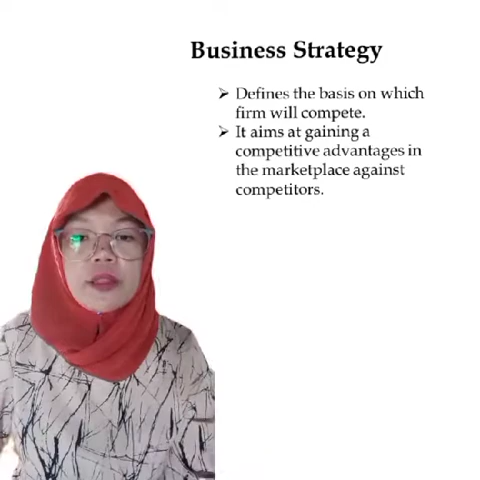 Business Strategy
➢ Defines the basis on which
firm will compete.
➢ It aims at gaining a
competitive advantages in
the marketplace against
competitors.